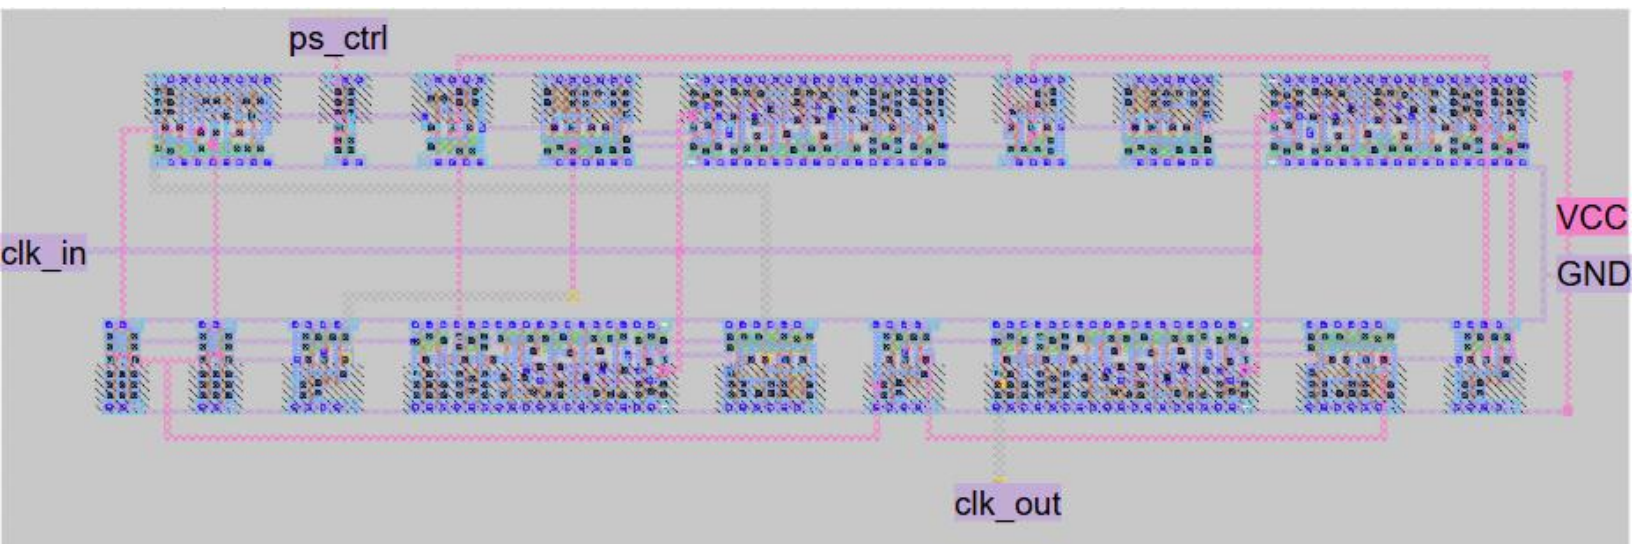 ps_ctrl
VCC
clk_in
GND
clk_out